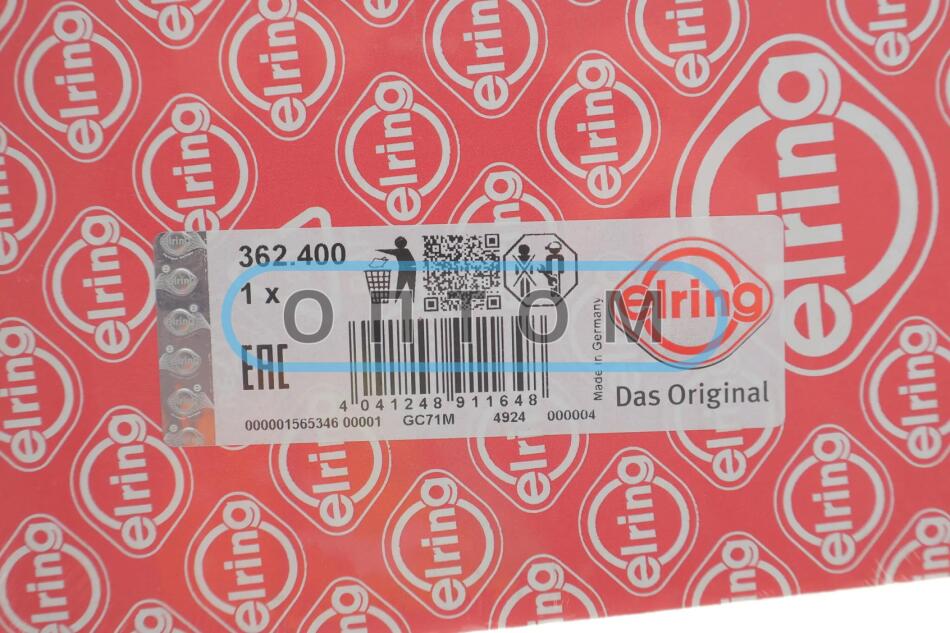 362.400
1 x
EAC
4 041248 911648
000001565346 00001 GC71M 4924 000004
Made in Germany
elring
Das Original
ОПТОМ
elring